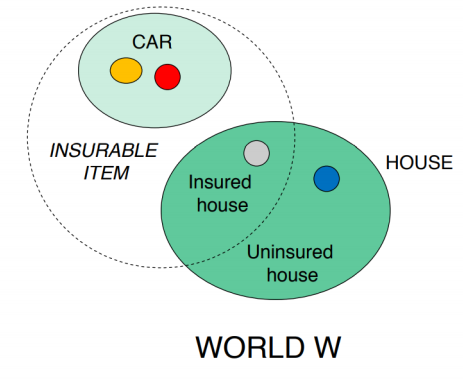 CAR
INSURABLE
ITEM
HOUSE
Insured
house
Uninsured
house
WORLD W